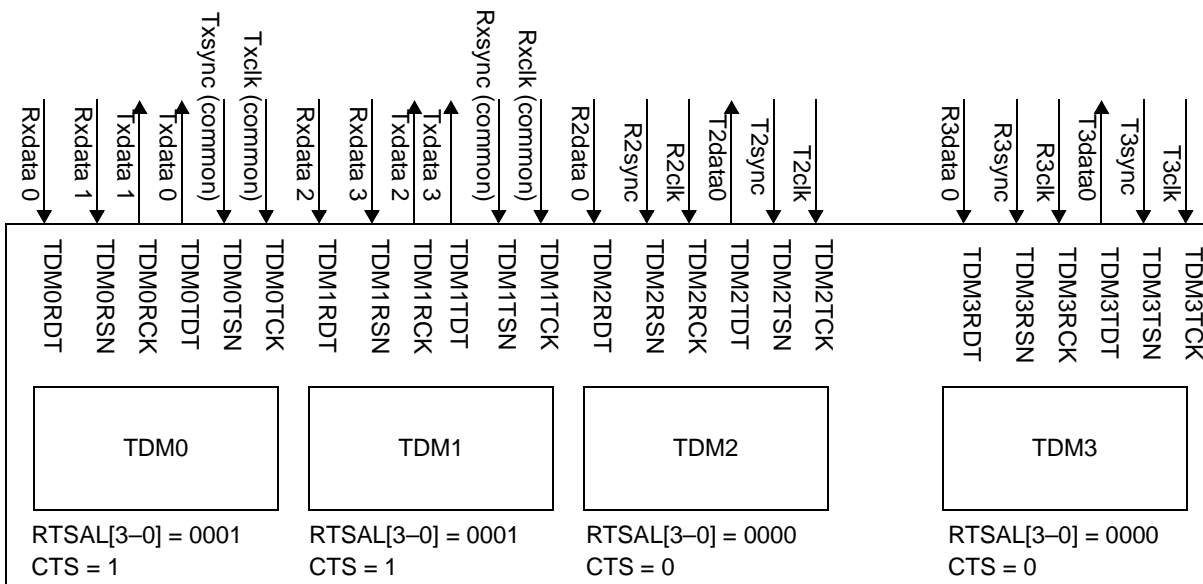 Rxdata 0
Rxdata 1
Txdata 1
Txdata 0
Txsync (common)
Txclk (common)
Rxdata 2
Rxdata 3
Txdata 2
Txdata 3
Rxsync (common)
Rxclk (common)
R2data 0
R2sync
R2clk
T2data0
T2sync
T2clk
R3data 0
R3sync
R3clk
T3data0
T3sync
T3clk
TDM0RDT
TDM0RSN
TDM0RCK
TDM0TDT
TDM0TSN
TDM0TCK
TDM1RDT
TDM1RSN
TDM1RCK
TDM1TDT
TDM1TSN
TDM1TCK
TDM2RDT
TDM2RSN
TDM2RCK
TDM2TDT
TDM2TSN
TDM2TCK
TDM3RDT
TDM3RSN
TDM3RCK
TDM3TDT
TDM3TSN
TDM3TCK
TDM0
TDM1
TDM2
TDM3
RTSAL[3–0] = 0001
CTS = 1
RTSAL[3–0] = 0001
CTS = 1
RTSAL[3–0] = 0000
CTS = 0
RTSAL[3–0] = 0000
CTS = 0